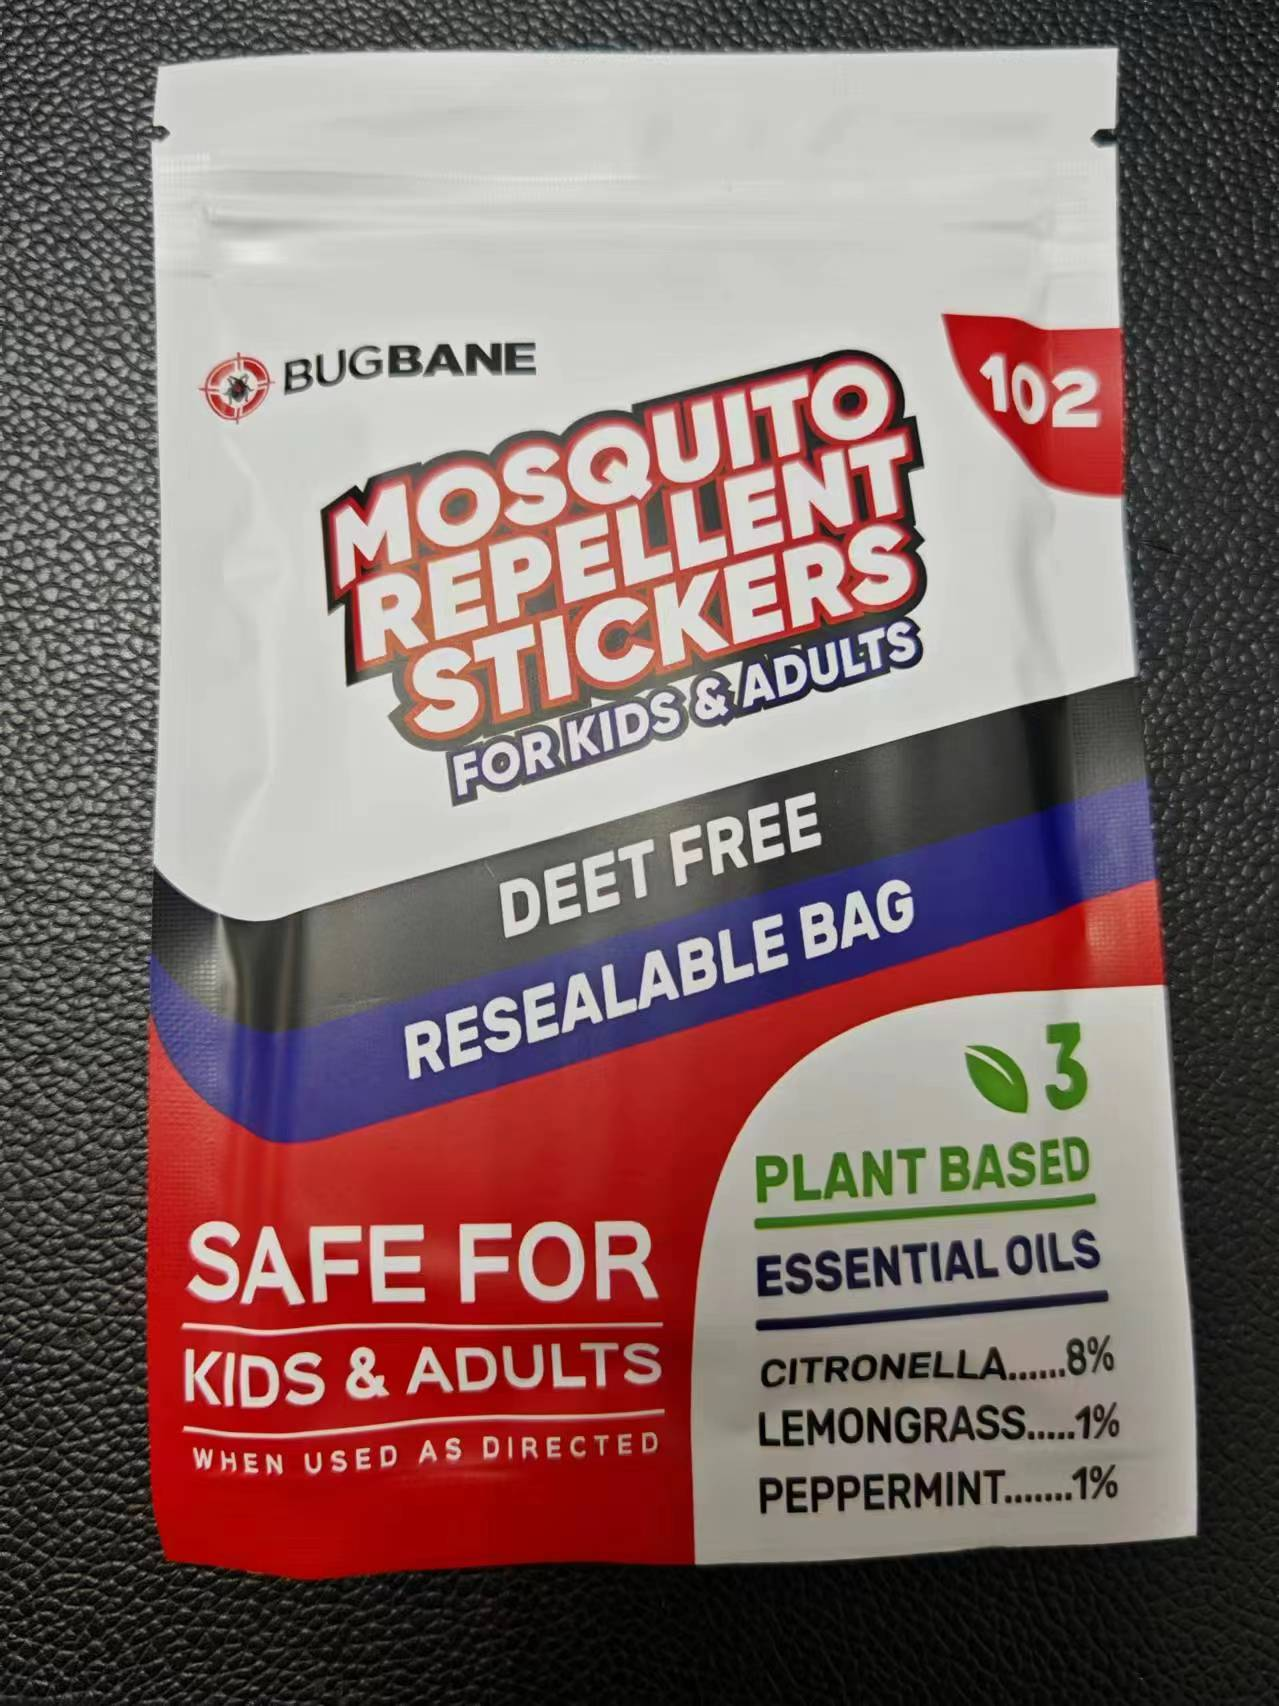 BUGBANE
102
MOSQUITO
REPELLENT
STICKERS
FOR KIDS & ADULTS
DEET FREE
RESEALABLE BAG
3
PLANT BASED
ESSENTIAL OILS
CITRONELLA......8%
LEMONGRASS.....1%
PEPPERMINT.......1%
SAFE FOR
KIDS & ADULTS
WHEN USED AS DIRECTED